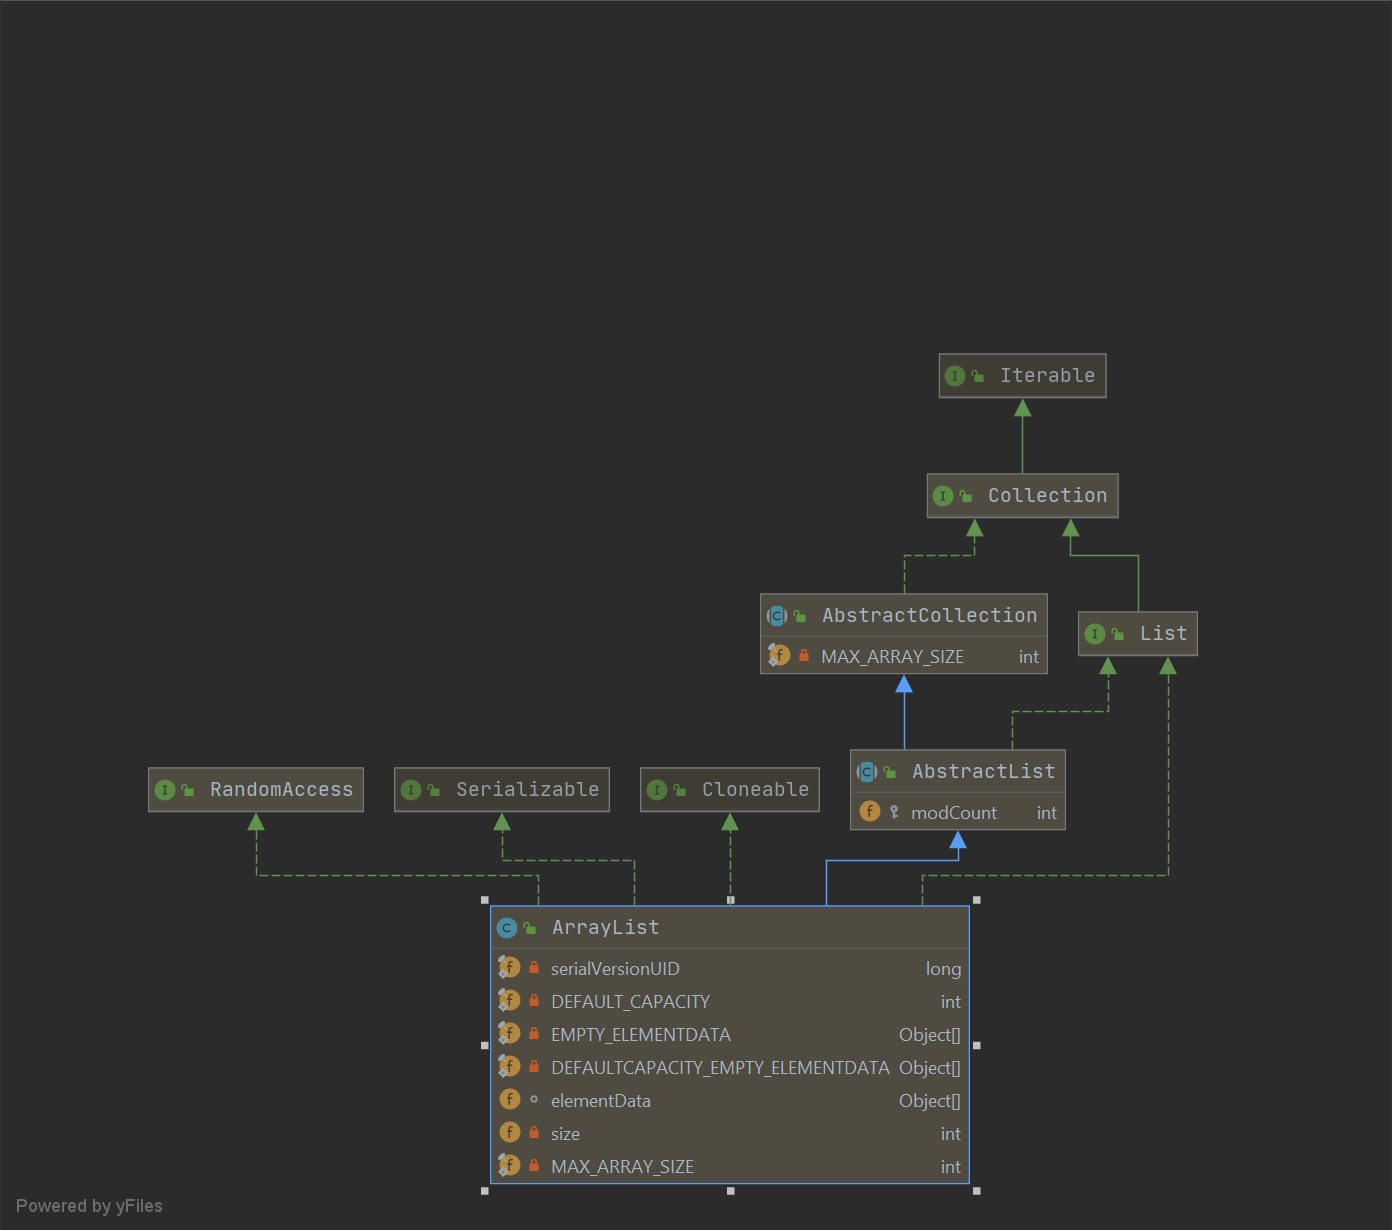 Iterable
Collection
AbstractCollection
MAX_ARRAY_SIZE int
List
RandomAccess
Serializable
Cloneable
AbstractList
modCount int
ArrayList
serialVersionUID long
DEFAULT_CAPACITY int
EMPTY_ELEMENTDATA Object[]
DEFAULTCAPACITY_EMPTY_ELEMENTDATA Object[]
elementData Object[]
size int
MAX_ARRAY_SIZE int
Powered by yFiles